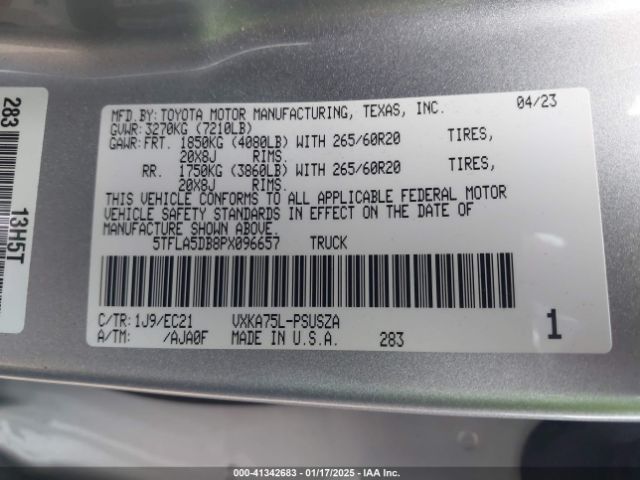 283
13H5T
MFD.BY:TOYOTA MOTOR MANUFACTURING, TEXAS, INC. 04/23
GVWR:3270KG (7210LB)
GAWR:FRT. 1850KG (4080LB) WITH 265/60R20 TIRES,
20X8J RIMS.
RR. 1750KG (3860LB) WITH 265/60R20 TIRES,
20X8J RIMS.
THIS VEHICLE CONFORMS TO ALL APPLICABLE FEDERAL MOTOR
VEHICLE SAFETY STANDARDS IN EFFECT ON THE DATE OF
MANUFACTURE SHOWN ABOVE.
5TFLA5DB8PX096657 TRUCK
C/TR:1J9/EC21 VXKA75L-PSUSZA
A/TM: /AJA0F MADE IN U.S.A. 283
1
XXX-41342683 - 01/17/2025 - IAA Inc.